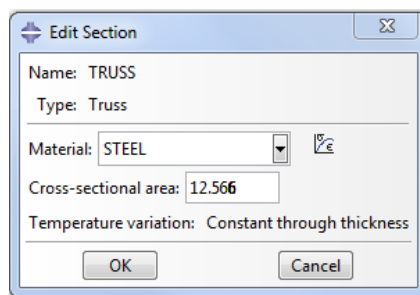 Edit Section
Name: TRUSS
Type: Truss
Material: STEEL
Cross-sectional area: 12.566
Temperature variation: Constant through thickness
OK Cancel